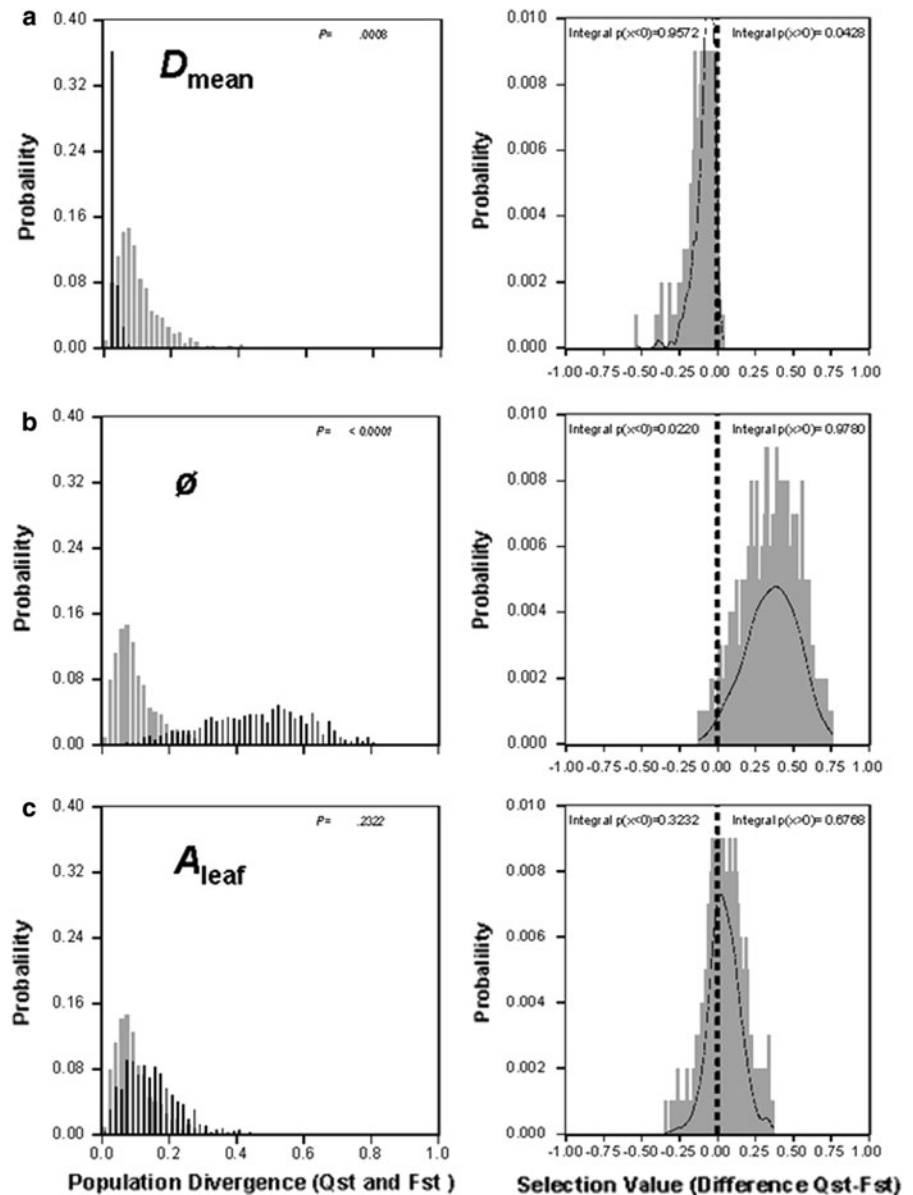 a
0.40
0.32
0.24
0.16
0.08
0.00
Probalility
P= .0008
Dmean
0.010
0.008
0.006
0.004
0.002
0.000
Probability
Integral p(x<0)=0.9572 Integral p(x>0)= 0.0428
-1.00 -0.75 -0.50 -0.25 0.00 0.25 0.50 0.75 1.00
b
0.40
0.32
0.24
0.16
0.08
0.00
Probalility
P= < 0.0001
ø
0.010
0.008
0.006
0.004
0.002
0.000
Probability
Integral p(x<0)=0.0220 Integral p(x>0)= 0.9780
-1.00 -0.75 -0.50 -0.25 0.00 0.25 0.50 0.75 1.00
c
0.40
0.32
0.24
0.16
0.08
0.00
Probalility
P= .2322
Aleaf
0.0 0.2 0.4 0.6 0.8 1.0
Population Divergence (Qst and Fst )
0.010
0.008
0.006
0.004
0.002
0.000
Probability
Integral p(x<0)=0.3232 Integral p(x>0)= 0.6768
-1.00 -0.75 -0.50 -0.25 0.00 0.25 0.50 0.75 1.00
Selection Value (Difference Qst-Fst)